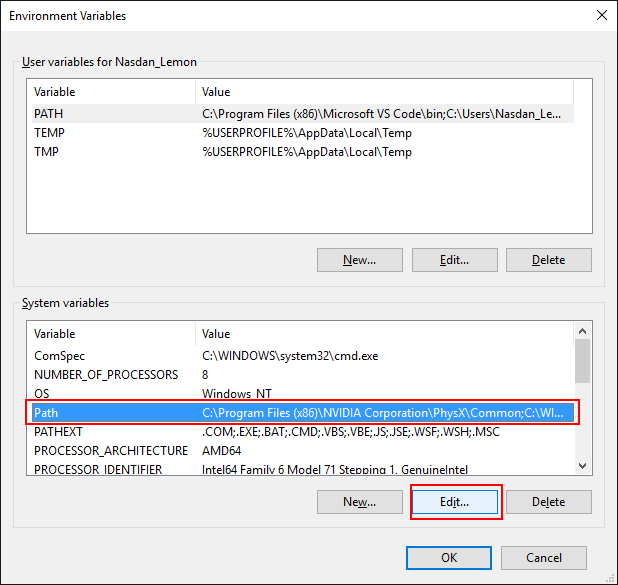 Environment Variables
User variables for Nasdan_Lemon
Variable Value
PATH C:\Program Files (x86)\Microsoft VS Code\bin;C:\Users\Nasdan_Le...
TEMP %USERPROFILE%\AppData\Local\Temp
TMP %USERPROFILE%\AppData\Local\Temp
New... Edit... Delete
System variables
Variable Value
ComSpec C:\WINDOWS\system32\cmd.exe
NUMBER_OF_PROCESSORS 8
OS Windows_NT
Path C:\Program Files (x86)\NVIDIA Corporation\PhysX\Common;C:\WI...
PATHEXT .COM;.EXE;.BAT;.CMD;.VBS;.VBE;.JS;.JSE;.WSF;.WSH;.MSC
PROCESSOR_ARCHITECTURE AMD64
PROCESSOR_IDENTIFIER Intel64 Family 6 Model 71 Stepping 1, GenuineIntel
New... Edit... Delete
OK Cancel